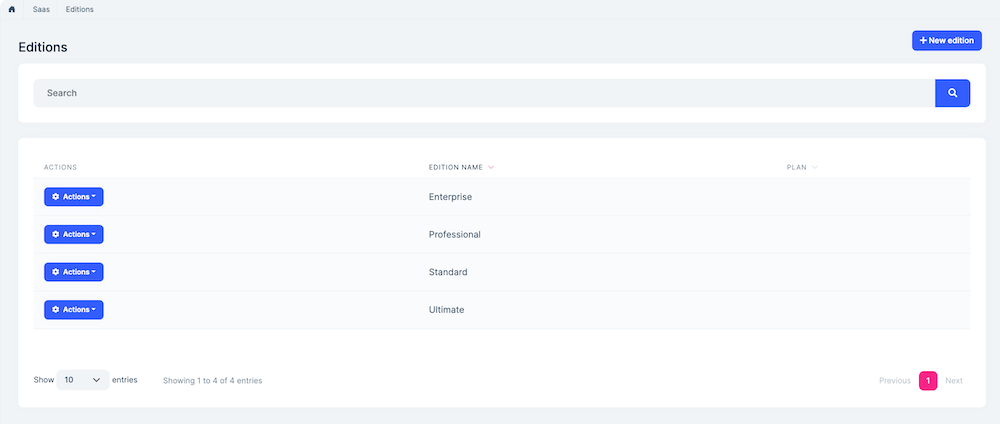 Saas Editions
Editions
+ New edition
Search
ACTIONS EDITION NAME PLAN
Actions Enterprise
Actions Professional
Actions Standard
Actions Ultimate
Show 10 entries Showing 1 to 4 of 4 entries Previous 1 Next